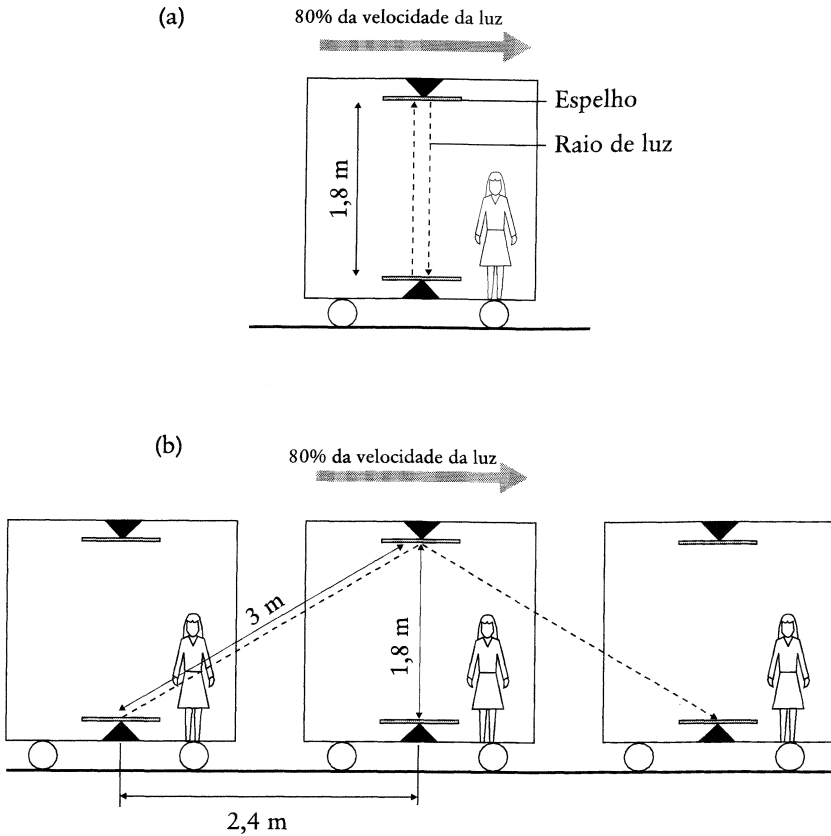 (a)
80% da velocidade da luz
Espelho
Raio de luz
1,8 m
(b)
80% da velocidade da luz
3 m
1,8 m
2,4 m